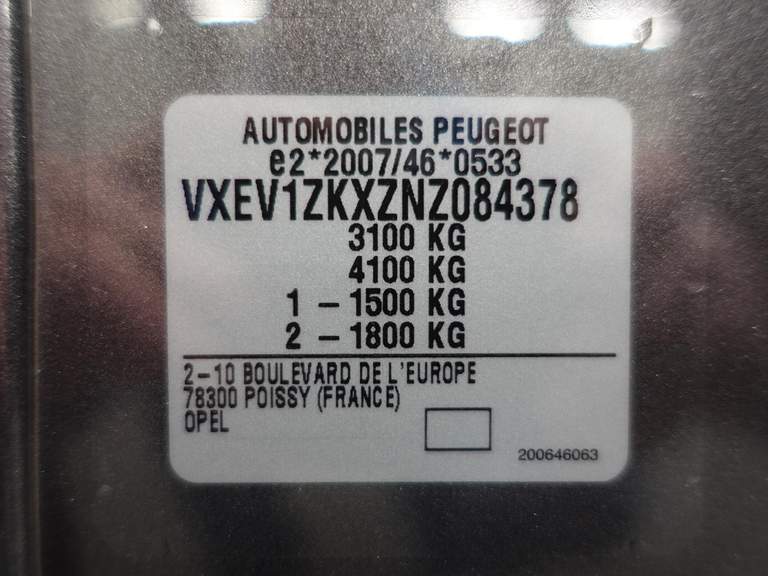 AUTOMOBILES PEUGEOT
e2*2007/46*0533
VXEV1ZKXZNZ084378
3100 KG
4100 KG
1 – 1500 KG
2 – 1800 KG
2–10 BOULEVARD DE L'EUROPE
78300 POISSY (FRANCE)
OPEL
200646063